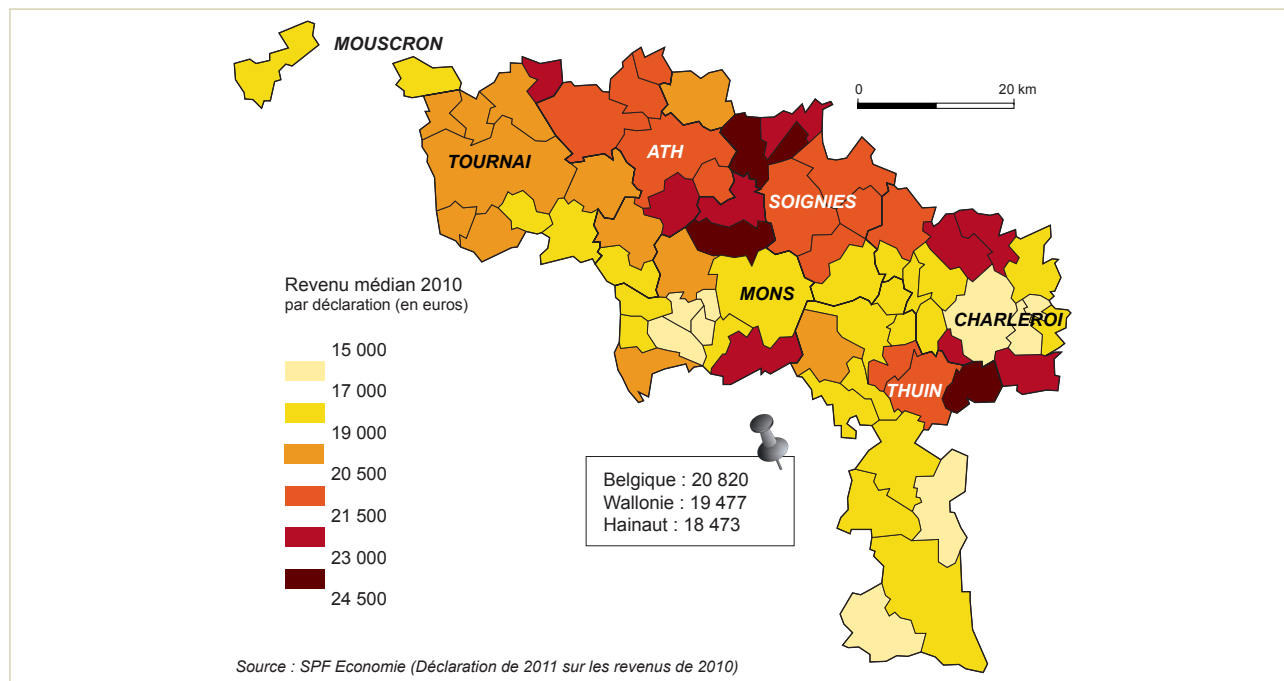 MOUSCRON
0 20 km
TOURNAI
ATH
SOIGNIES
Revenu médian 2010
par déclaration (en euros)
MONS
CHARLEROI
15 000
17 000
THUIN
19 000
20 500
21 500
23 000
24 500
Belgique : 20 820
Wallonie : 19 477
Hainaut : 18 473
Source : SPF Economie (Déclaration de 2011 sur les revenus de 2010)